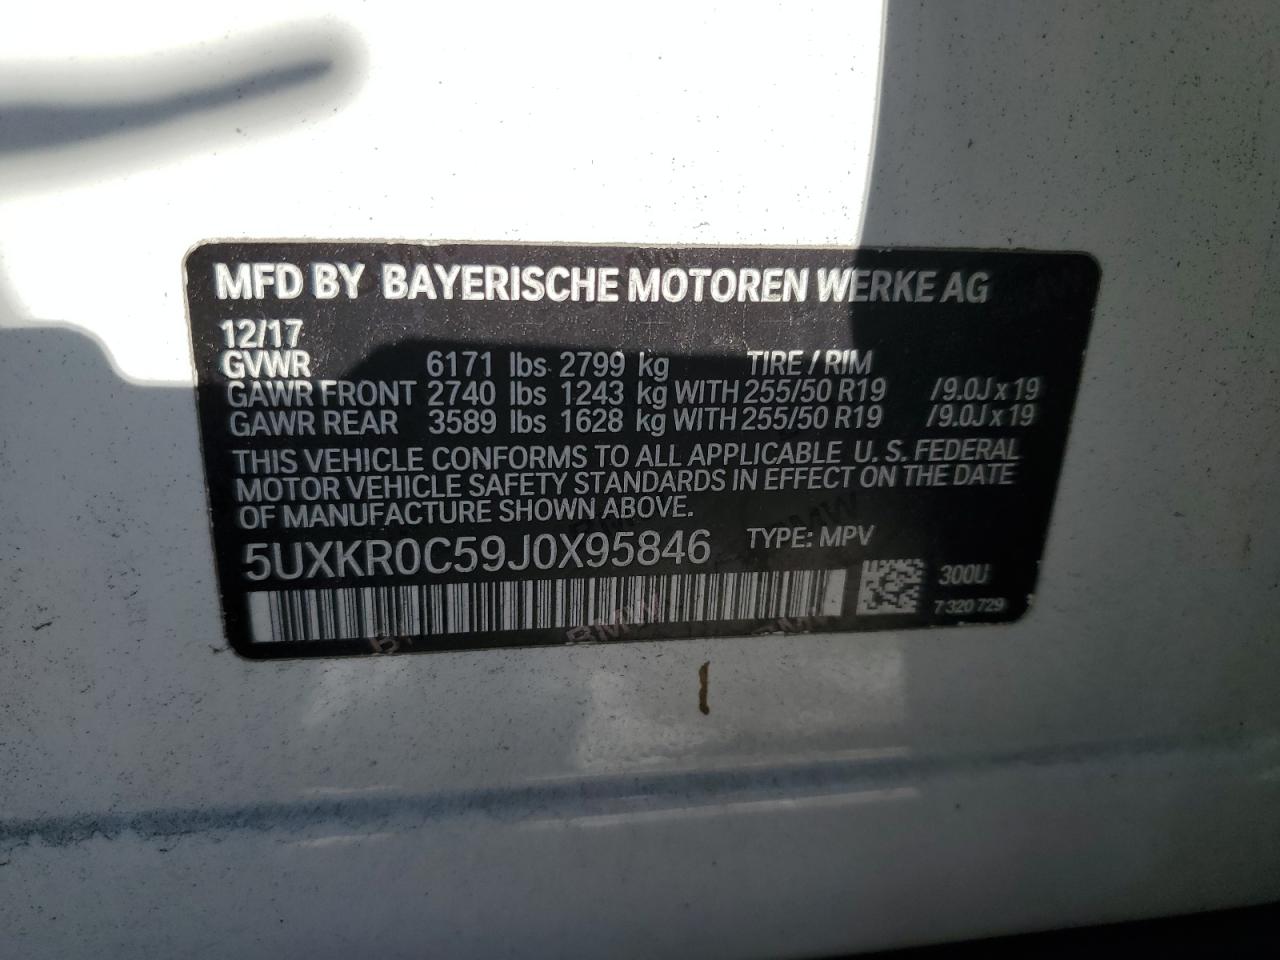 MFD BY BAYERISCHE MOTOREN WERKE AG
12/17
GVWR 6171 lbs 2799 kg TIRE / RIM
GAWR FRONT 2740 lbs 1243 kg WITH 255/50 R19 /9.0J x 19
GAWR REAR 3589 lbs 1628 kg WITH 255/50 R19 /9.0J x 19
THIS VEHICLE CONFORMS TO ALL APPLICABLE U. S. FEDERAL
MOTOR VEHICLE SAFETY STANDARDS IN EFFECT ON THE DATE
OF MANUFACTURE SHOWN ABOVE.
5UXKR0C59J0X95846 TYPE: MPV
300U
7 320 729